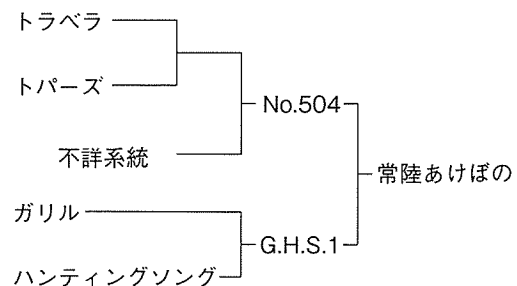 トラベラ
トパーズ
No.504
不詳系統
常陸あけぼの
ガリル
G.H.S.1
ハンティングソング